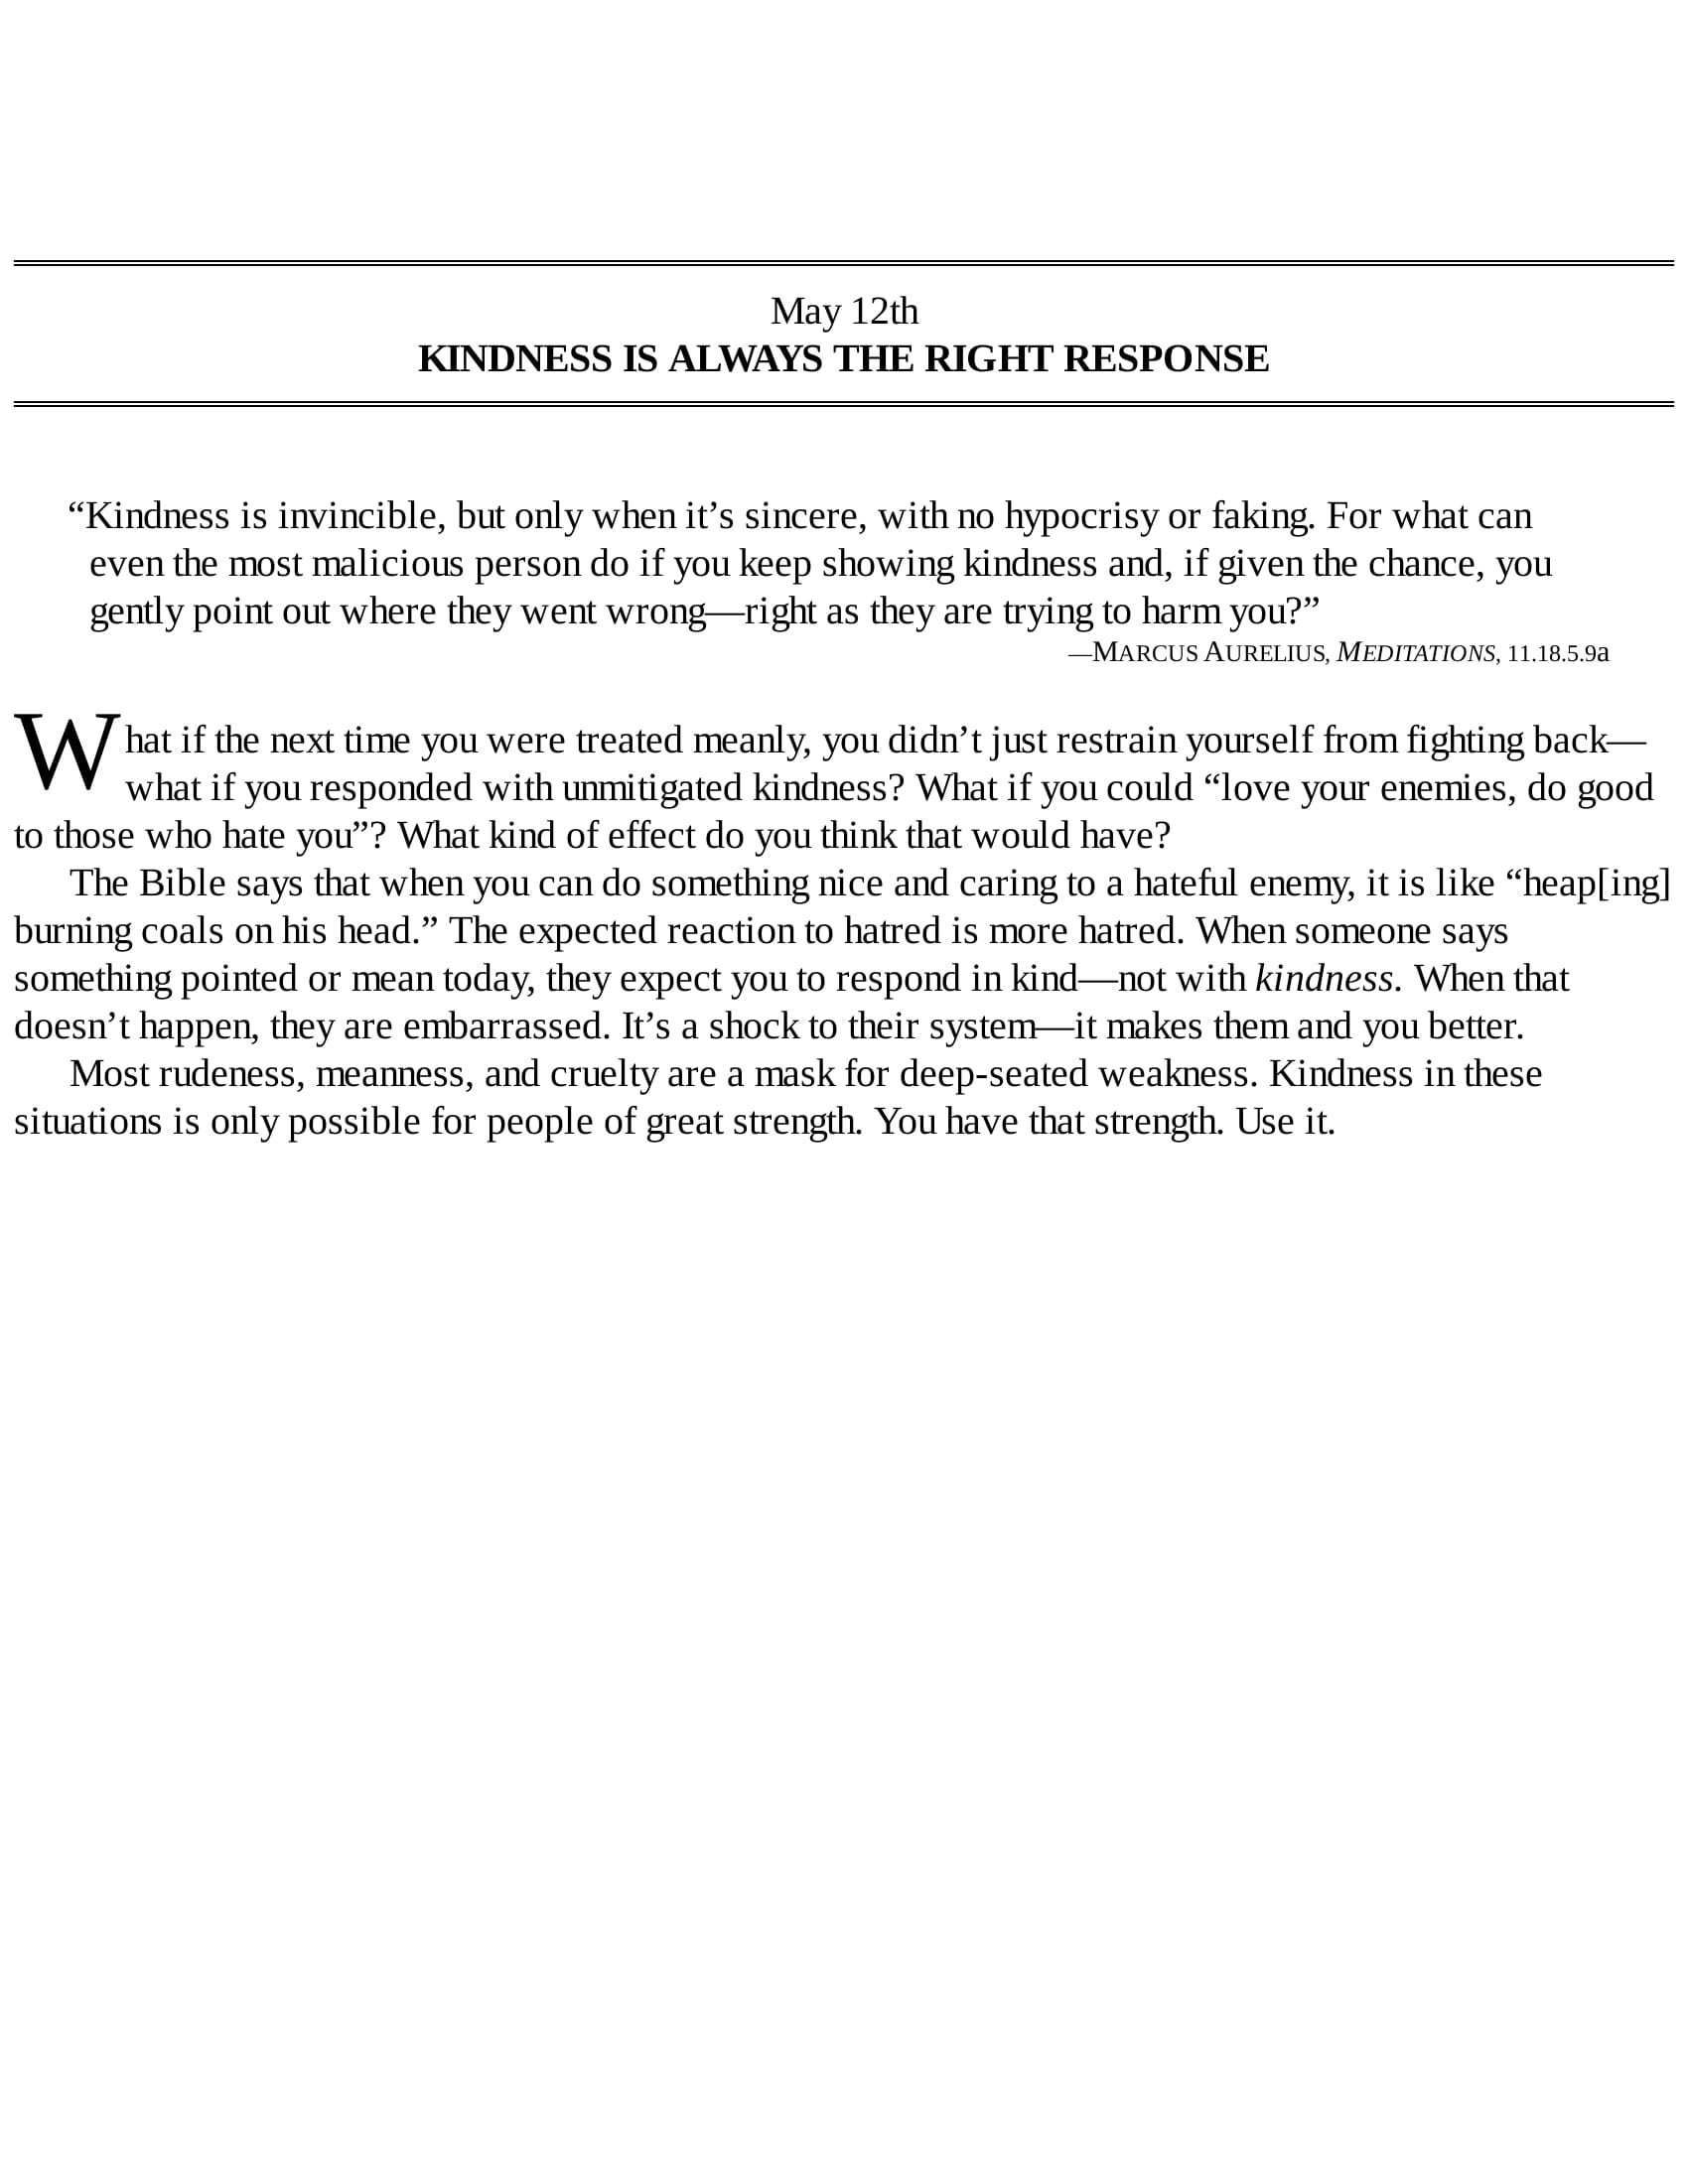 May 12th
KINDNESS IS ALWAYS THE RIGHT RESPONSE
“Kindness is invincible, but only when it’s sincere, with no hypocrisy or faking. For what can
even the most malicious person do if you keep showing kindness and, if given the chance, you
gently point out where they went wrong—right as they are trying to harm you?”
—MARCUS AURELIUS, MEDITATIONS, 11.18.5.9a
What if the next time you were treated meanly, you didn’t just restrain yourself from fighting back—
what if you responded with unmitigated kindness? What if you could “love your enemies, do good
to those who hate you”? What kind of effect do you think that would have?
The Bible says that when you can do something nice and caring to a hateful enemy, it is like “heap[ing]
burning coals on his head.” The expected reaction to hatred is more hatred. When someone says
something pointed or mean today, they expect you to respond in kind—not with kindness. When that
doesn’t happen, they are embarrassed. It’s a shock to their system—it makes them and you better.
Most rudeness, meanness, and cruelty are a mask for deep-seated weakness. Kindness in these
situations is only possible for people of great strength. You have that strength. Use it.